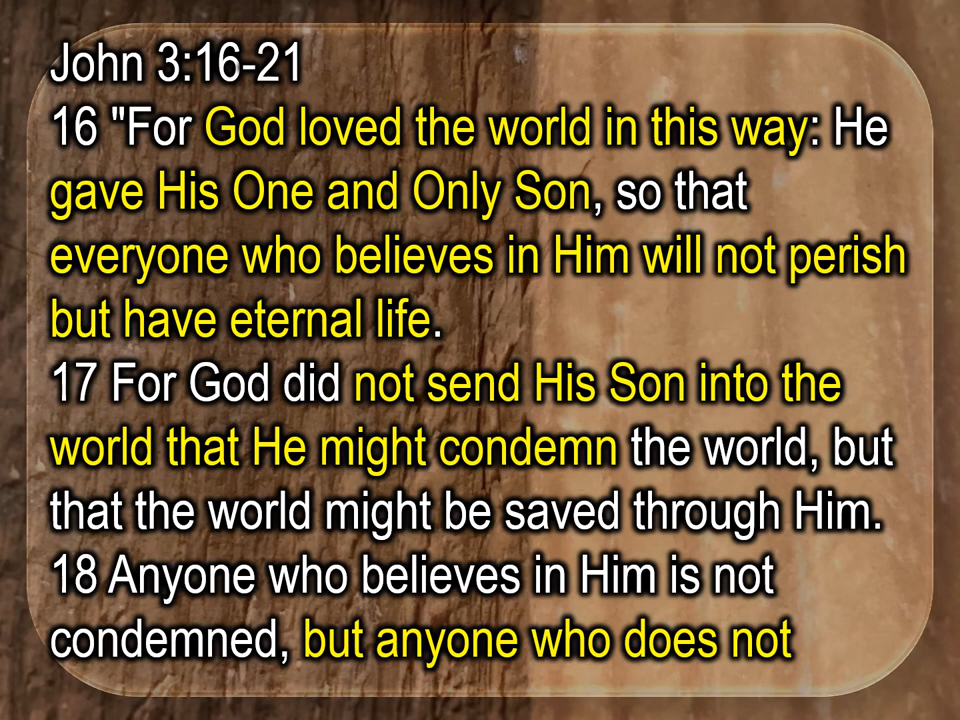 John 3:16-21
16 "For God loved the world in this way: He
gave His One and Only Son, so that
everyone who believes in Him will not perish
but have eternal life.
17 For God did not send His Son into the
world that He might condemn the world, but
that the world might be saved through Him.
18 Anyone who believes in Him is not
condemned, but anyone who does not